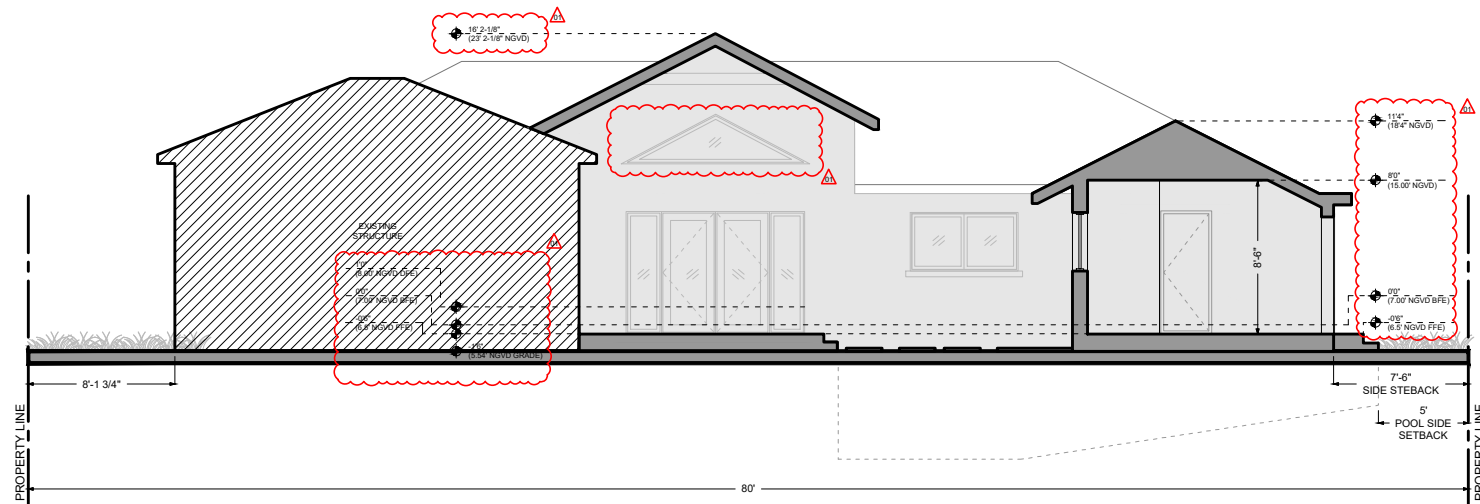 01
16' 2-1/8"
(23' 2-1/8" NGVD)
01
11'4"
(18'4" NGVD)
01
8'0"
(15.00' NGVD)
EXISTING
STRUCTURE
01
1'0"
(8.00' NGVD DFE)
0'0"
(7.00' NGVD BFE)
-0'6"
(6.5' NGVD FFE)
-1'6"
(5.54' NGVD GRADE)
8'-6"
0'0"
(7.00' NGVD BFE)
-0'6"
(6.5' NGVD FFE)
8'-1 3/4"
7'-6"
SIDE STEBACK
5'
POOL SIDE
SETBACK
PROPERTY LINE
80'
PROPERTY LINE